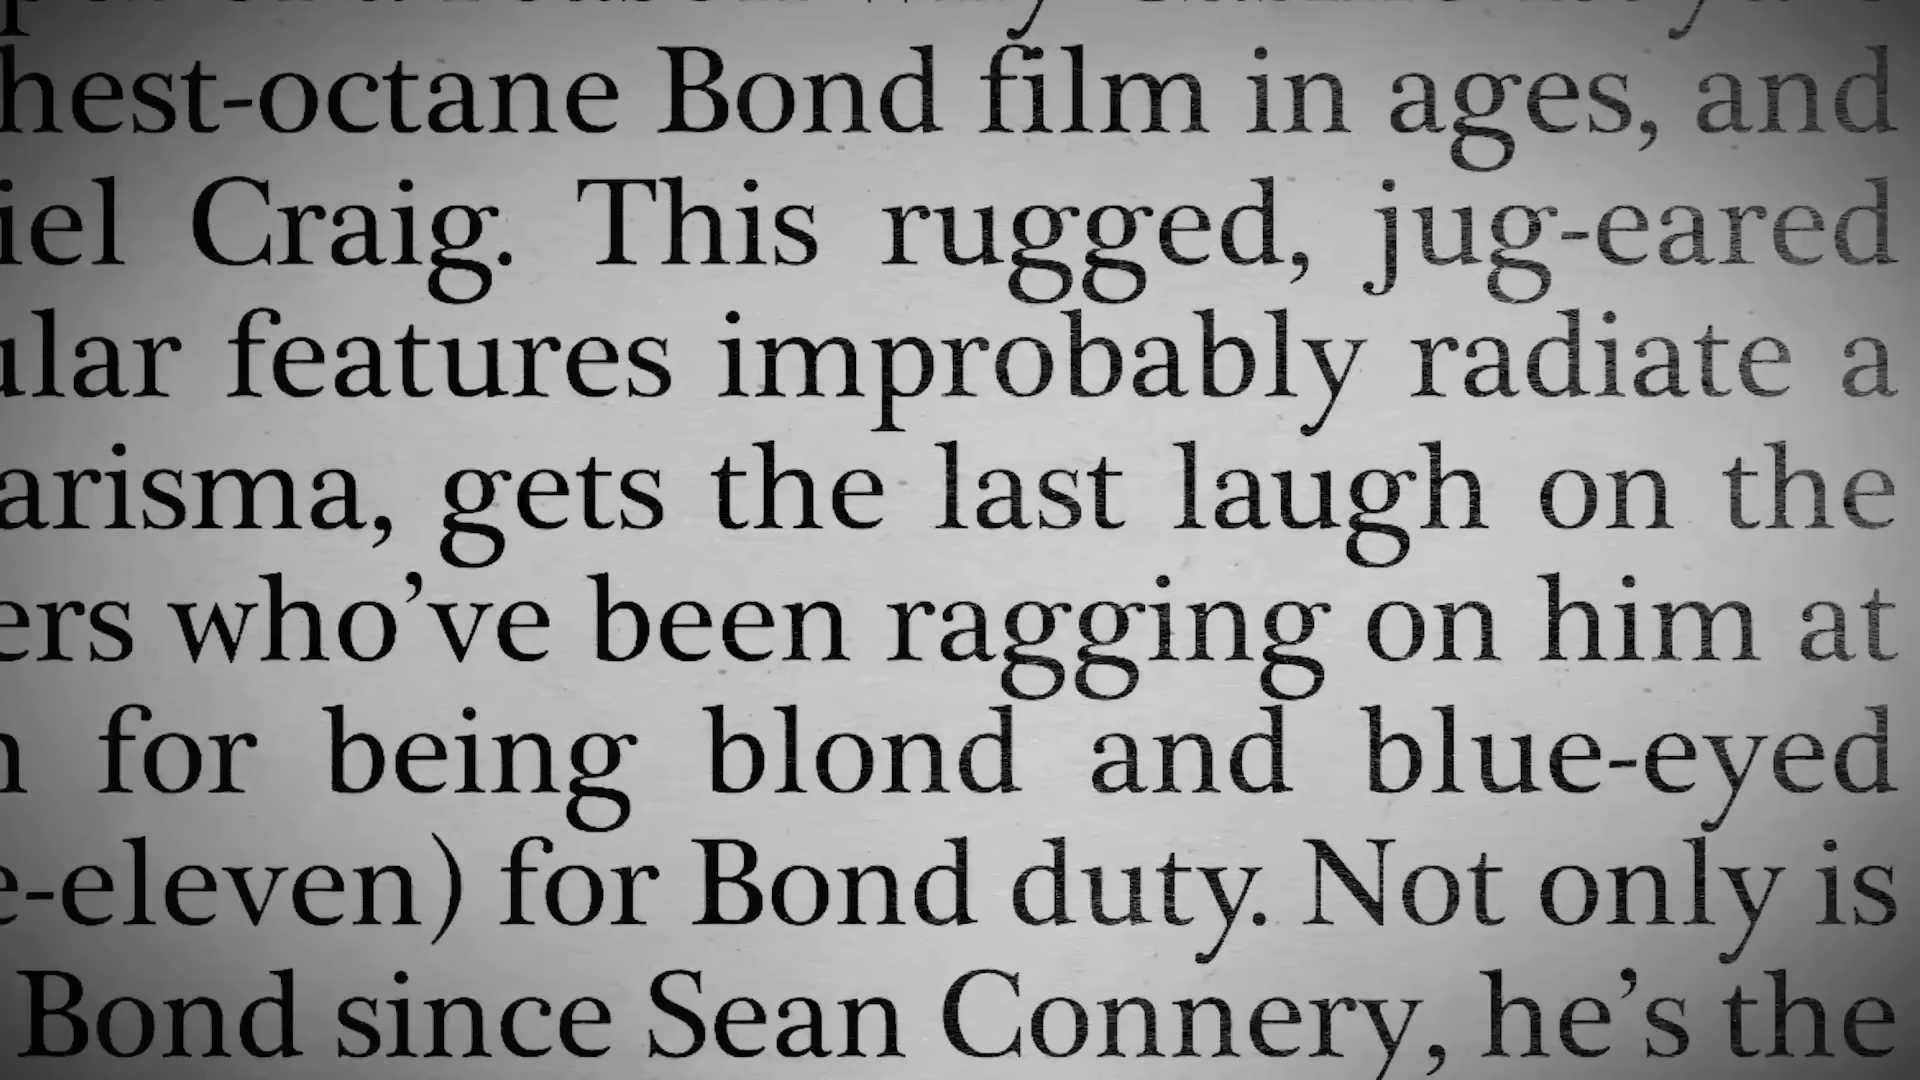 hest-octane Bond film in ages, and
iel Craig. This rugged, jug-eared
ular features improbably radiate a
arisma, gets the last laugh on the
ers who've been ragging on him at
n for being blond and blue-eyed
e-eleven) for Bond duty. Not only is
Bond since Sean Connery, he's the